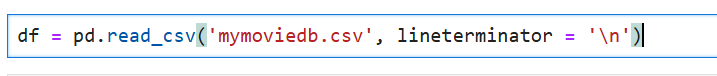 df = pd.read_csv('mymoviedb.csv', lineterminator = '\n')